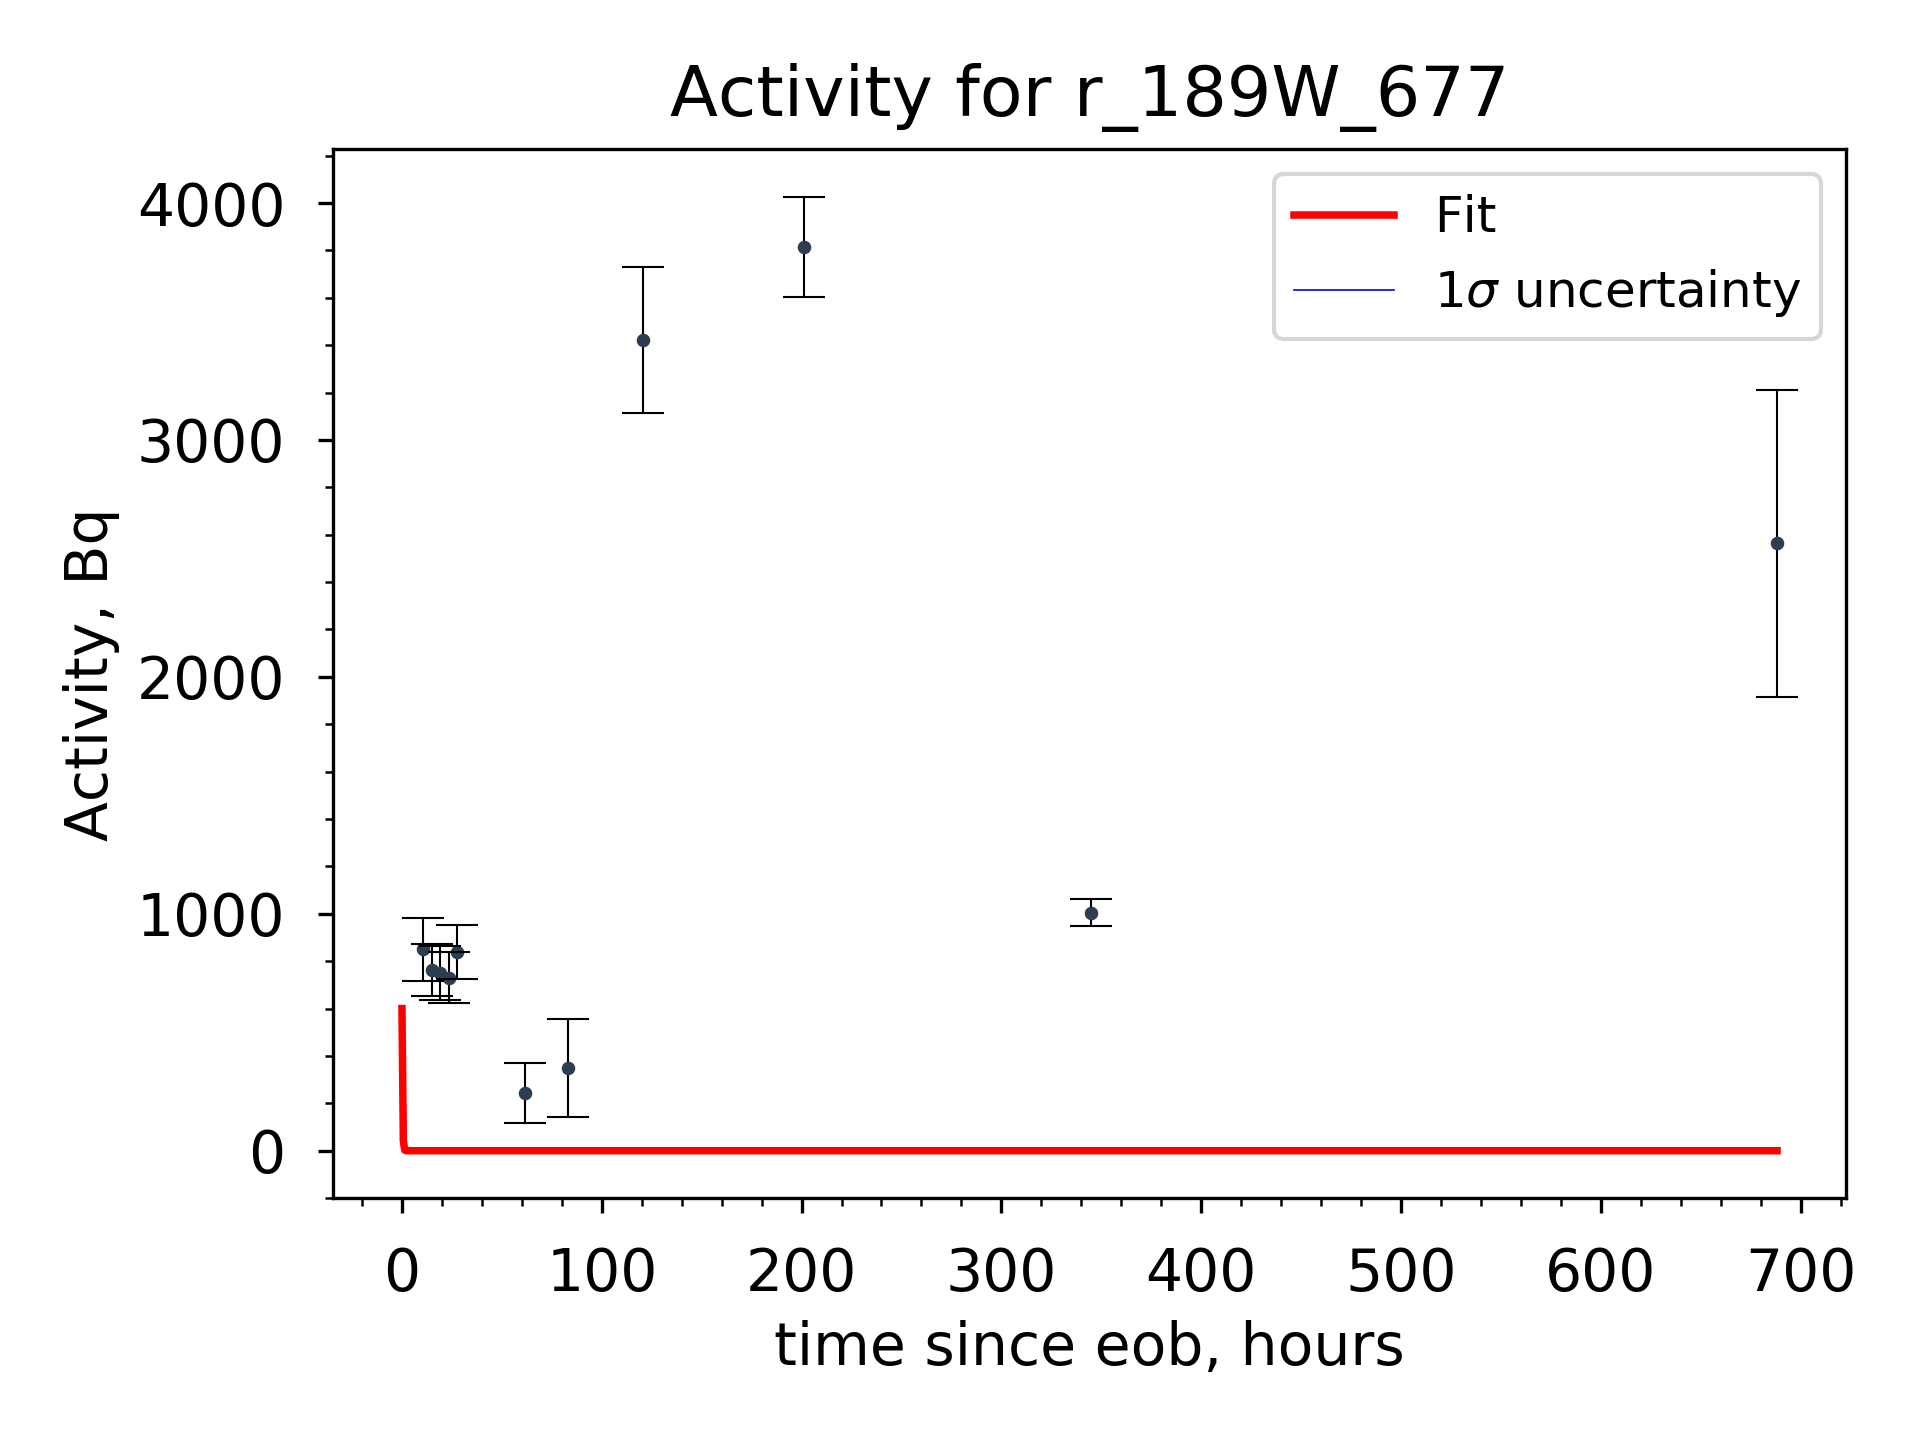 Activity for r_189W_677
Fit
1σ uncertainty
4000
3000
2000
1000
0
Activity, Bq
0 100 200 300 400 500 600 700
time since eob, hours